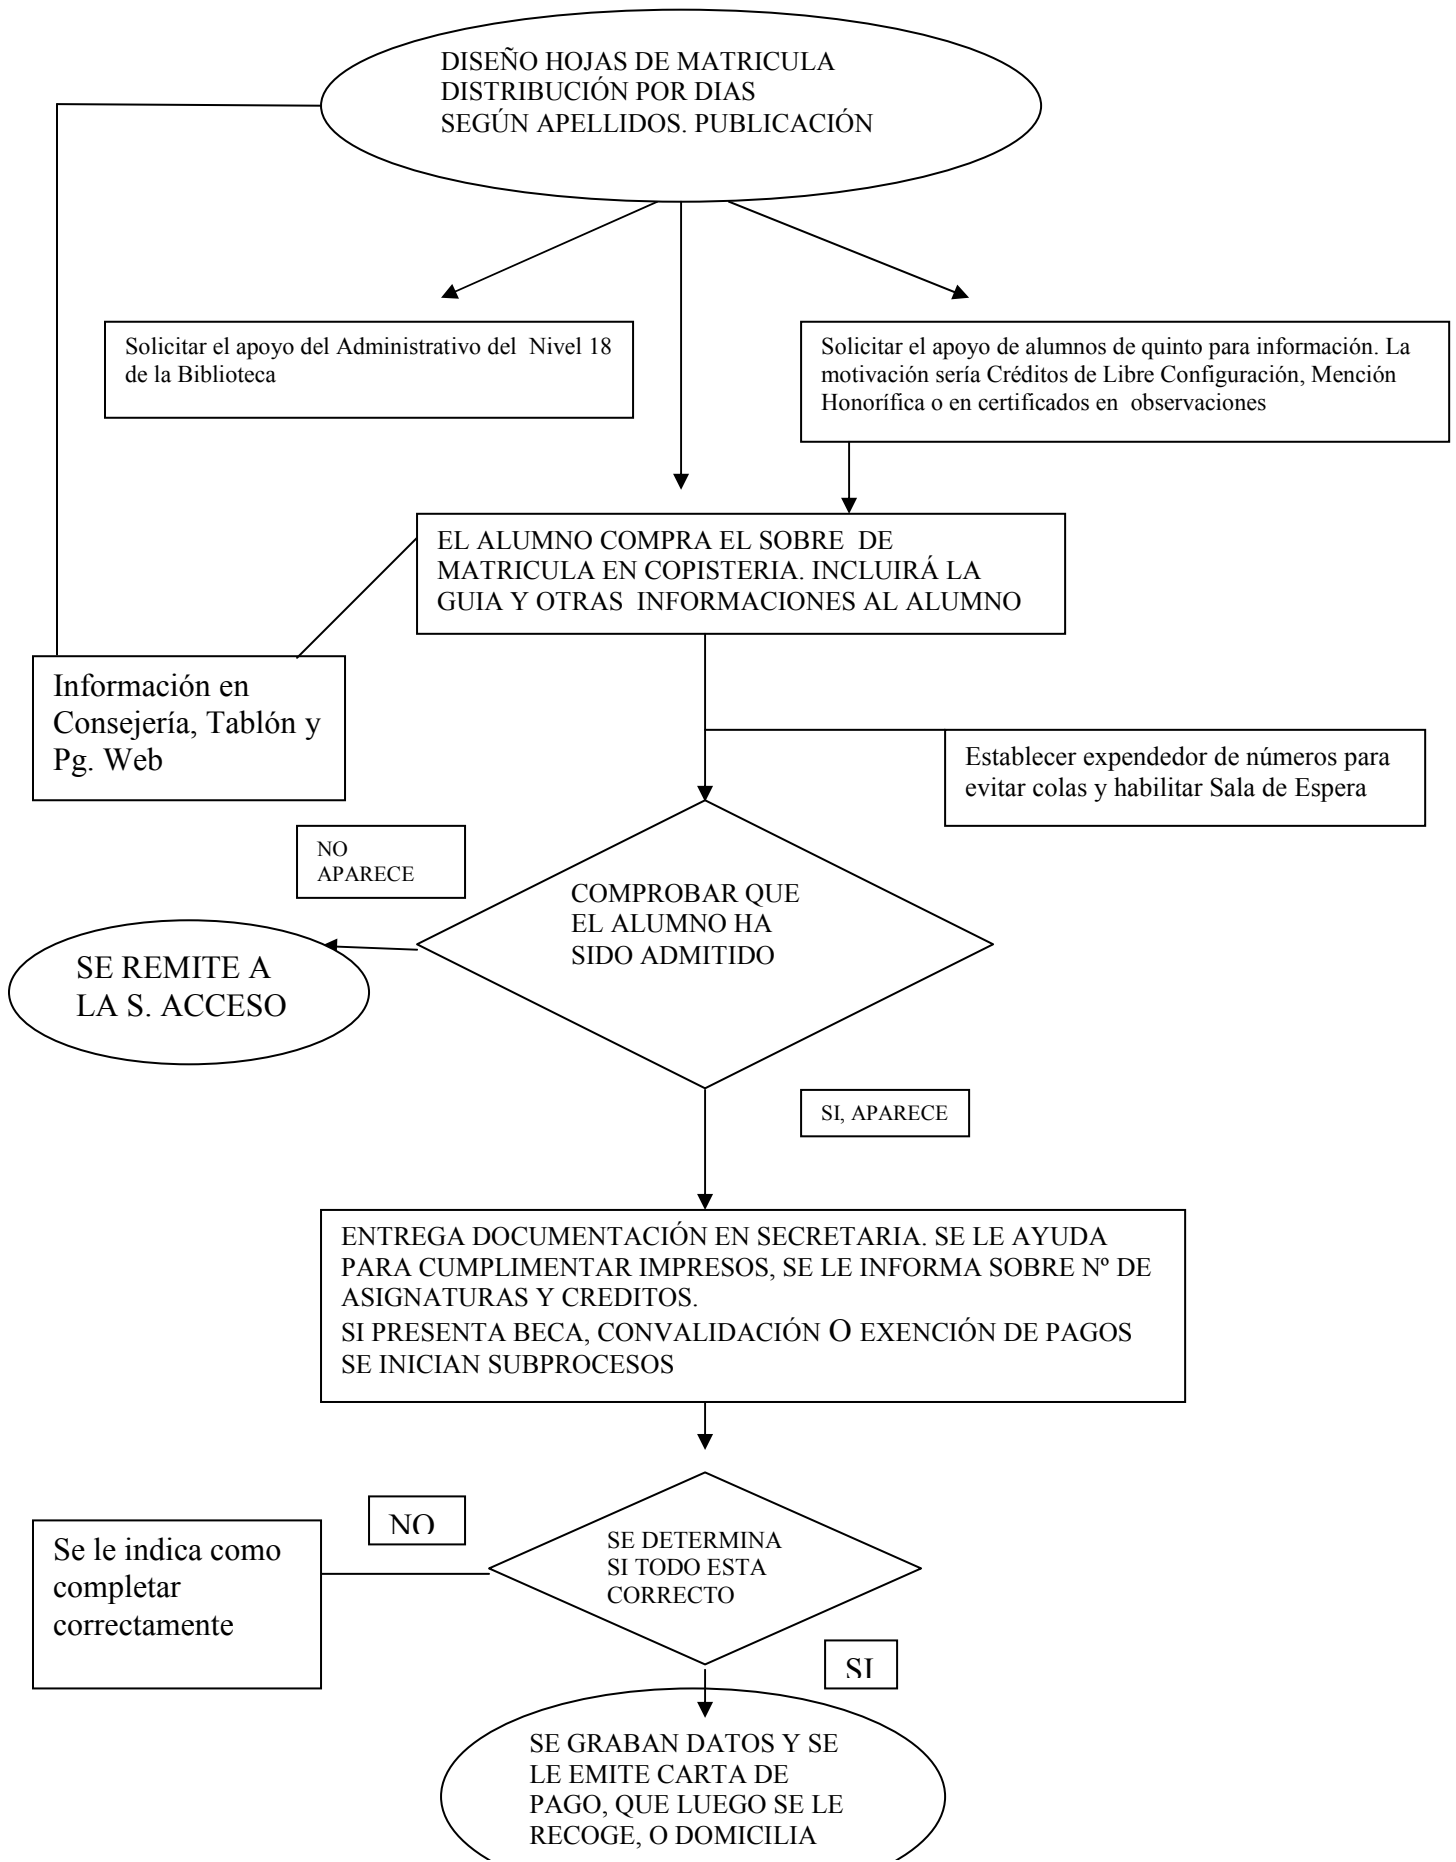 DISEÑO HOJAS DE MATRICULA
DISTRIBUCIÓN POR DIAS
SEGÚN APELLIDOS. PUBLICACIÓN
Solicitar el apoyo del Administrativo del Nivel 18
de la Biblioteca
Solicitar el apoyo de alumnos de quinto para información. La
motivación sería Créditos de Libre Configuración, Mención
Honorífica o en certificados en observaciones
EL ALUMNO COMPRA EL SOBRE DE
MATRICULA EN COPISTERIA. INCLUIRÁ LA
GUIA Y OTRAS INFORMACIONES AL ALUMNO
Información en
Consejería, Tablón y
Pg. Web
Establecer expendedor de números para
evitar colas y habilitar Sala de Espera
NO
APARECE
COMPROBAR QUE
EL ALUMNO HA
SIDO ADMITIDO
SE REMITE A
LA S. ACCESO
SI, APARECE
ENTREGA DOCUMENTACIÓN EN SECRETARIA. SE LE AYUDA
PARA CUMPLIMENTAR IMPRESOS, SE LE INFORMA SOBRE Nº DE
ASIGNATURAS Y CREDITOS.
SI PRESENTA BECA, CONVALIDACIÓN O EXENCIÓN DE PAGOS
SE INICIAN SUBPROCESOS
NO
Se le indica como
completar
correctamente
SE DETERMINA
SI TODO ESTA
CORRECTO
SI
SE GRABAN DATOS Y SE
LE EMITE CARTA DE
PAGO, QUE LUEGO SE LE
RECOGE, O DOMICILIA